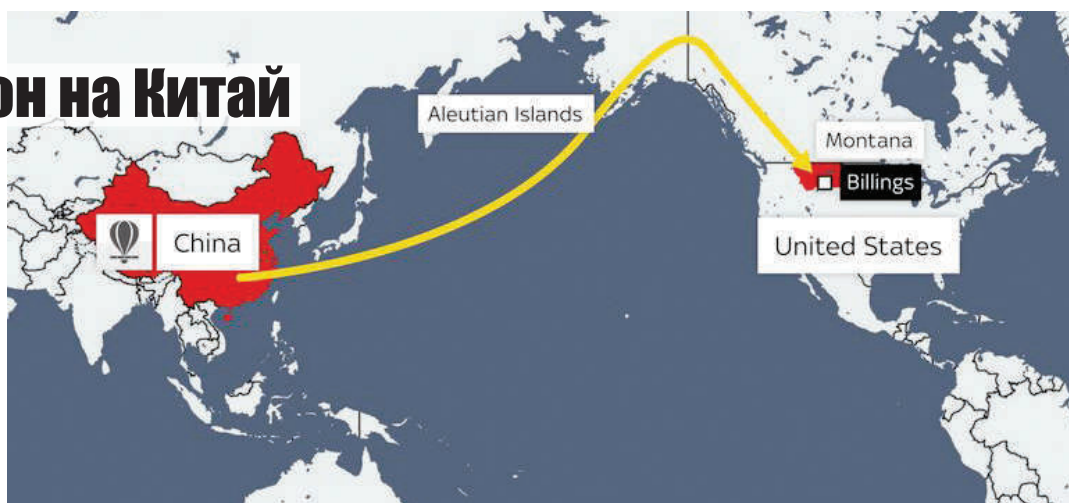 он на Китай
Aleutian Islands
Montana
Billings
China
United States